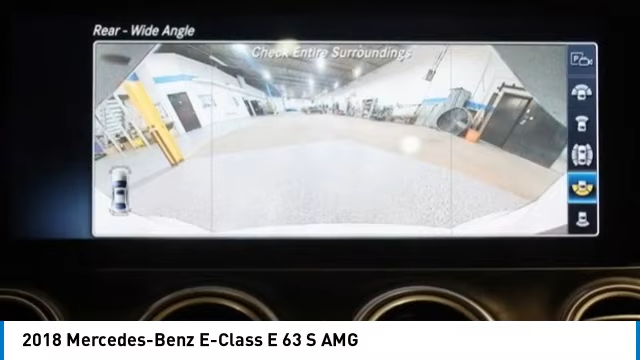 Rear - Wide Angle
Check Entire Surroundings
P
2018 Mercedes-Benz E-Class E 63 S AMG